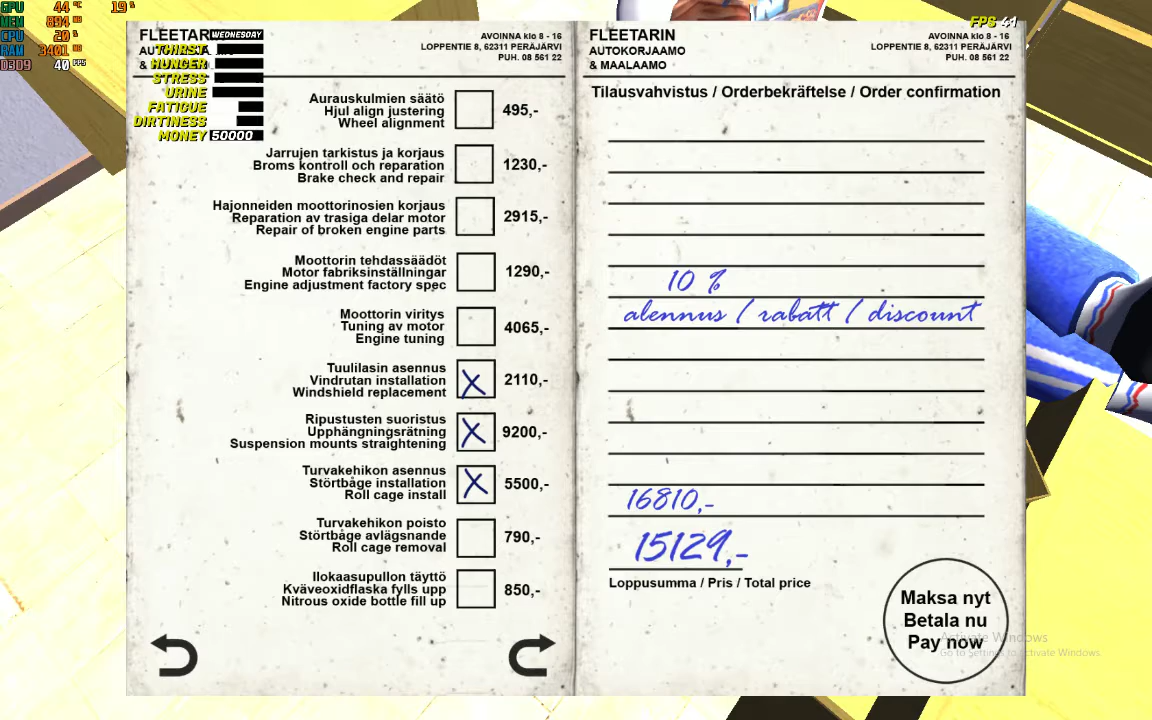 GPU 44 °C 19 %
MEM 894 MB
CPU 20 %
RAM 3401 MB
D3D9 40 FPS
FPS 41
WEDNESDAY
THIRST
HUNGER
STRESS
URINE
FATIGUE
DIRTINESS
MONEY 50000
FLEETAR
AU
& M
AVOINNA klo 8 - 16
LOPPENTIE 8, 62311 PERÄJÄRVI
PUH. 08 561 22
Aurauskulmien säätö
Hjul align justering
Wheel alignment
495,-
Jarrujen tarkistus ja korjaus
Broms kontroll och reparation
Brake check and repair
1230,-
Hajonneiden moottorinosien korjaus
Reparation av trasiga delar motor
Repair of broken engine parts
2915,-
Moottorin tehdassäädöt
Motor fabriksinställningar
Engine adjustment factory spec
1290,-
Moottorin viritys
Tuning av motor
Engine tuning
4065,-
Tuulilasin asennus
Vindrutan installation
Windshield replacement
2110,-
Ripustusten suoristus
Upphängningsrätning
Suspension mounts straightening
9200,-
Turvakehikon asennus
Störtbåge installation
Roll cage install
5500,-
Turvakehikon poisto
Störtbåge avlägsnande
Roll cage removal
790,-
Ilokaasupullon täyttö
Kväveoxidflaska fylls upp
Nitrous oxide bottle fill up
850,-
FLEETARIN
AUTOKORJAAMO
& MAALAAMO
AVOINNA klo 8 - 16
LOPPENTIE 8, 62311 PERÄJÄRVI
PUH. 08 561 22
Tilausvahvistus / Orderbekräftelse / Order confirmation
10 %
alennus / rabatt / discount
16810,-
15129,-
Loppusumma / Pris / Total price
Maksa nyt
Betala nu
Pay now
Activate Windows
Go to Settings to activate Windows.